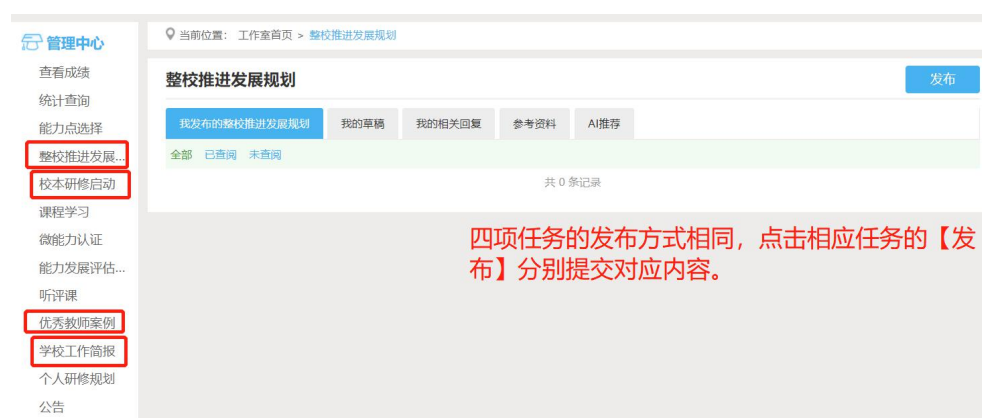 管理中心
查看成绩
统计查询
能力点选择
整校推进发展...
校本研修启动
课程学习
微能力认证
能力发展评估...
听评课
优秀教师案例
学校工作简报
个人研修规划
公告
当前位置： 工作室首页 > 整校推进发展规划
整校推进发展规划
发布
我发布的整校推进发展规划 我的草稿 我的相关回复 参考资料 AI推荐
全部 已查阅 未查阅
共 0 条记录
四项任务的发布方式相同，点击相应任务的【发
布】分别提交对应内容。